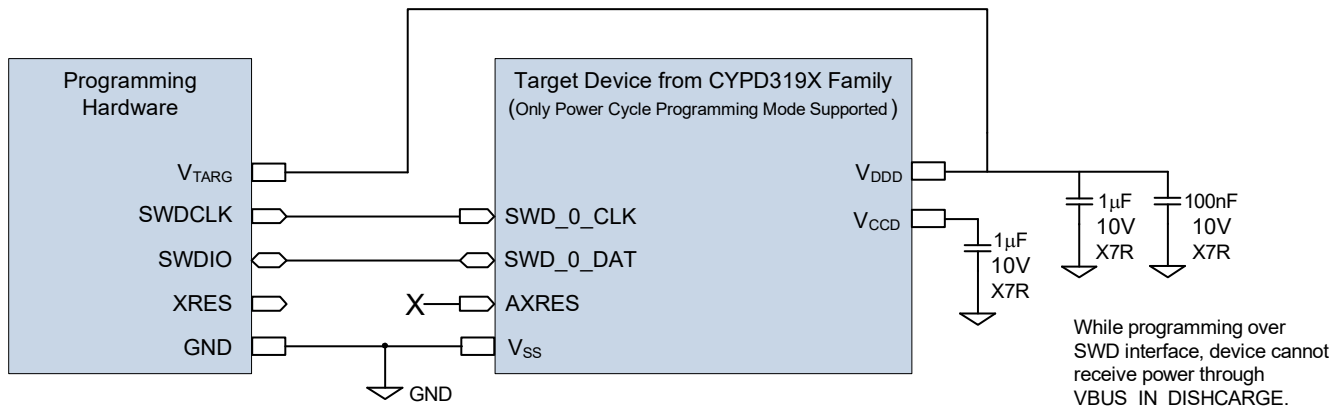 Programming
Hardware
VTARG
SWDCLK
SWDIO
XRES
GND
Target Device from CYPD319X Family
(Only Power Cycle Programming Mode Supported )
SWD_0_CLK
SWD_0_DAT
X
AXRES
VSS
GND
VDDD
VCCD
1μF
10V
X7R
1μF
10V
X7R
100nF
10V
X7R
While programming over
SWD interface, device cannot
receive power through
VBUS_IN_DISHCARGE.